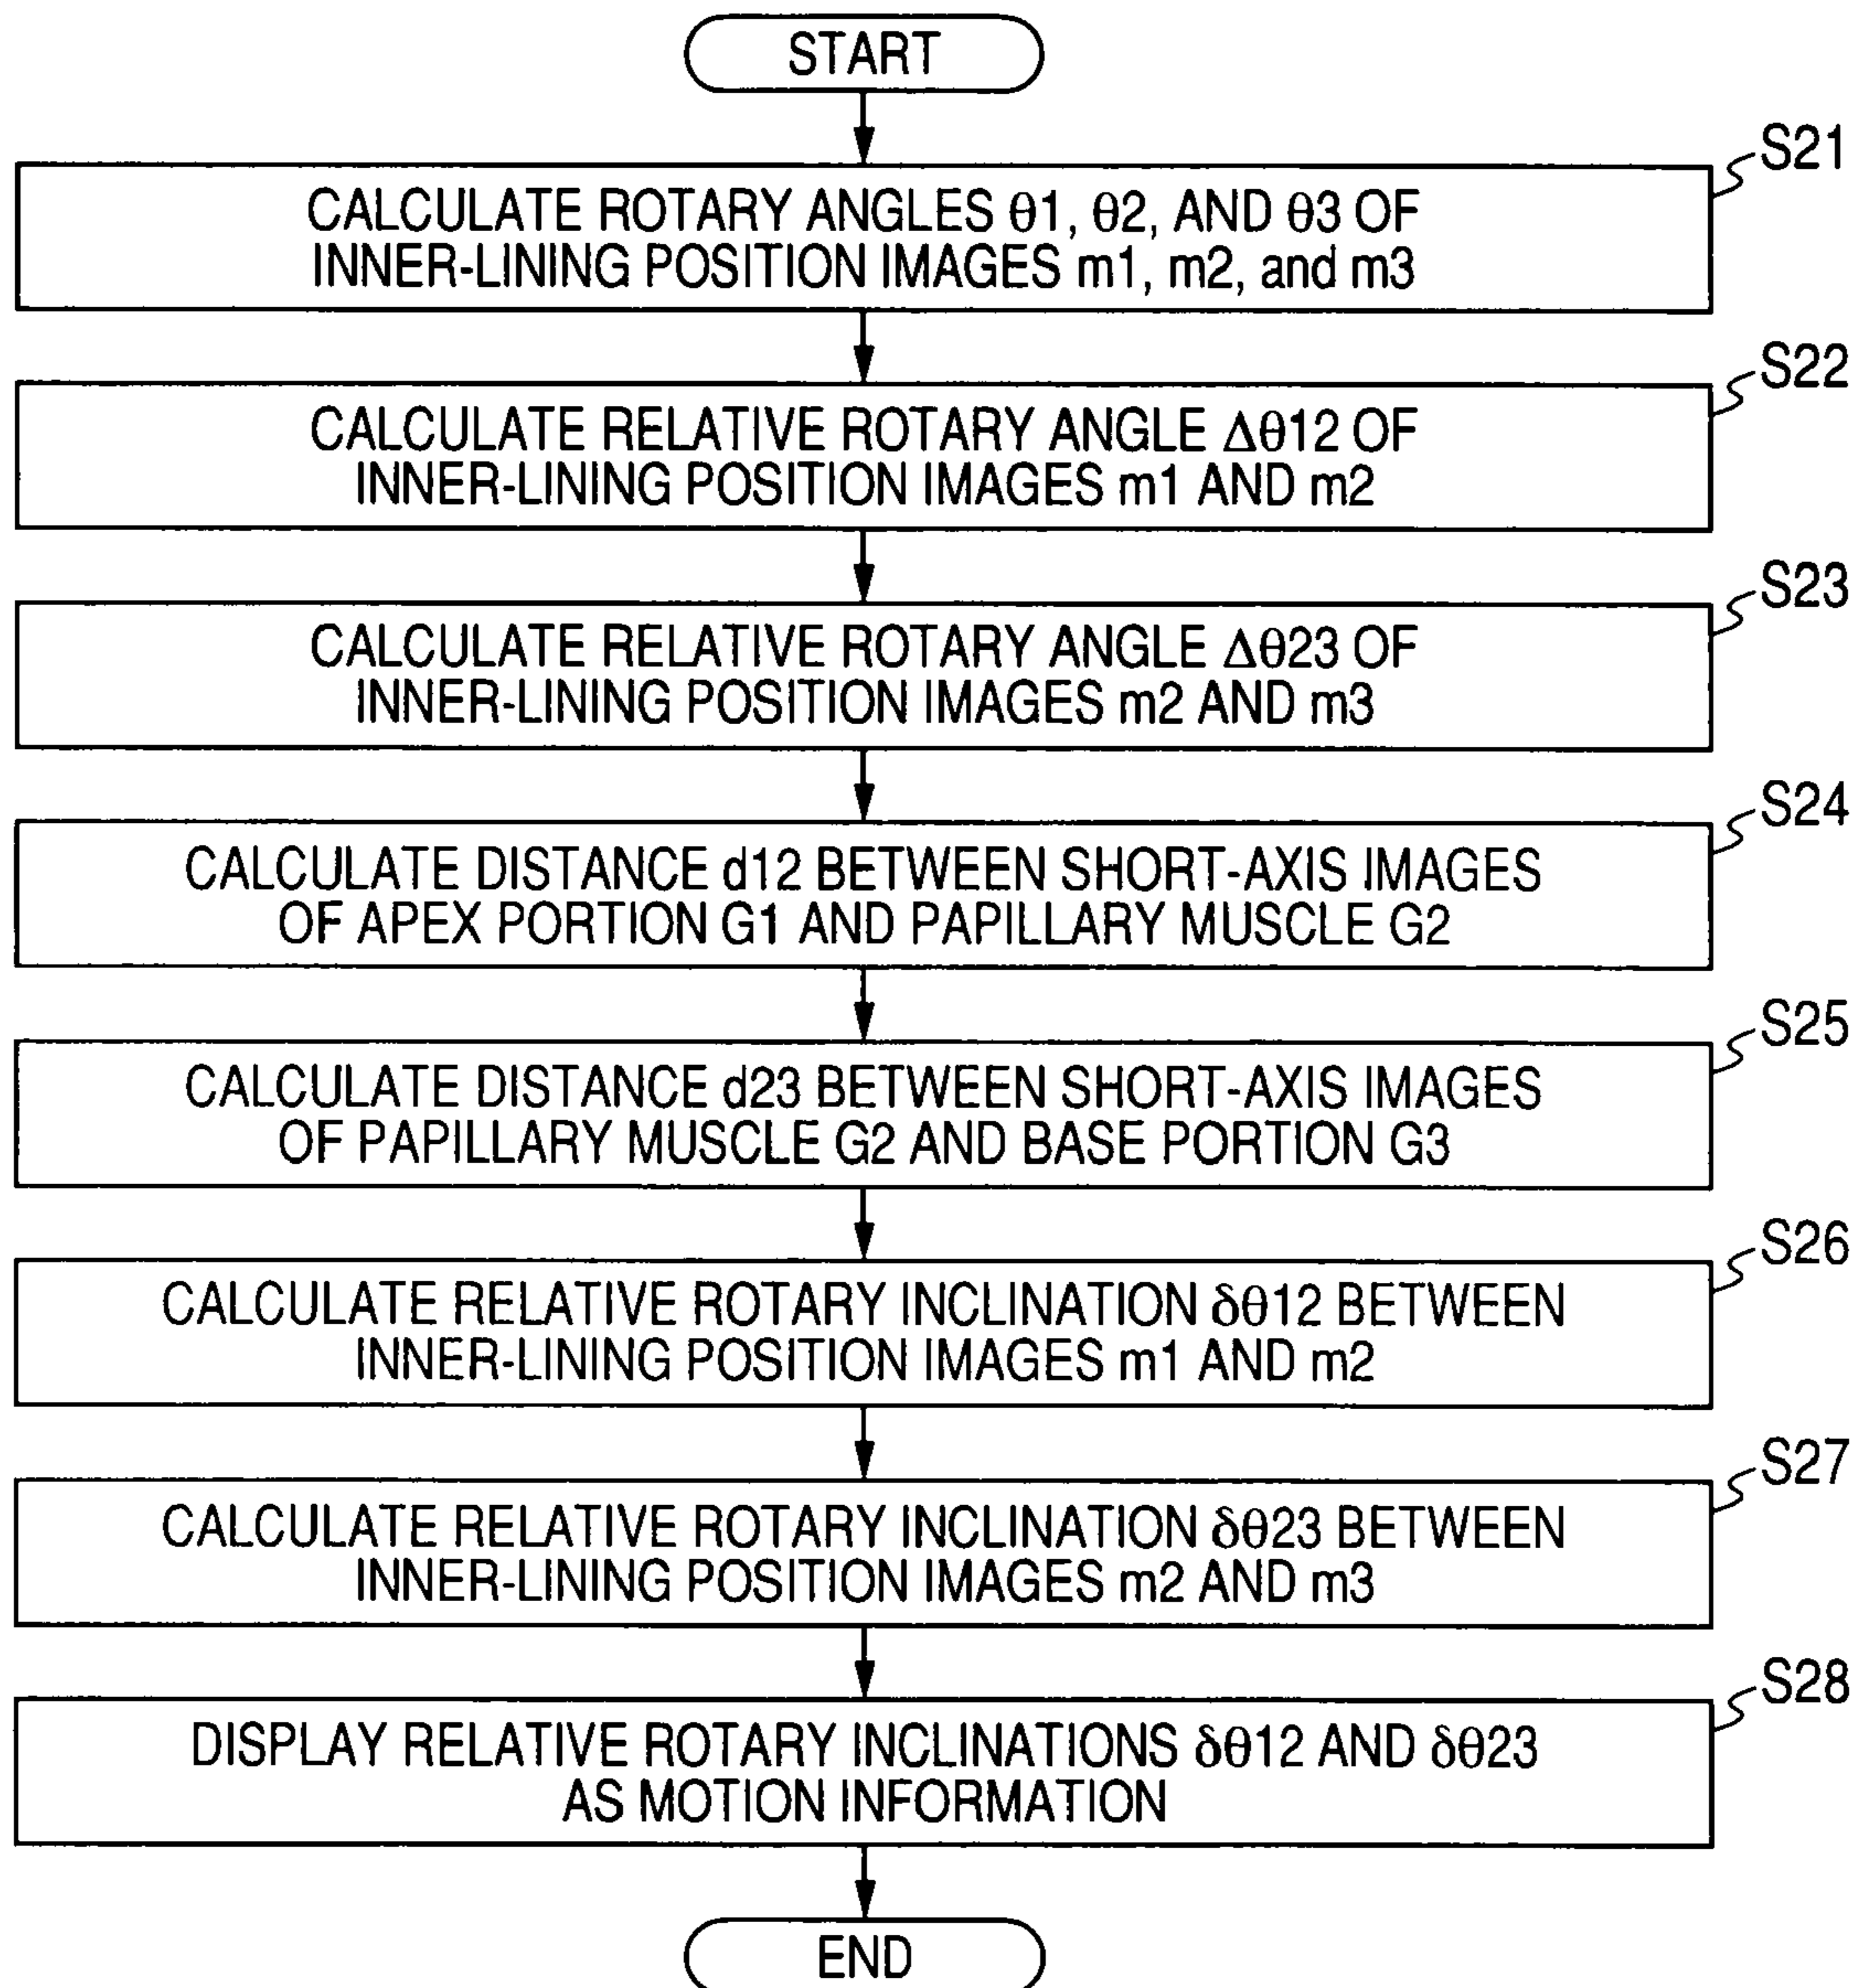 START
S21
CALCULATE ROTARY ANGLES θ1, θ2, AND θ3 OF
INNER-LINING POSITION IMAGES m1, m2, and m3
S22
CALCULATE RELATIVE ROTARY ANGLE Δθ12 OF
INNER-LINING POSITION IMAGES m1 AND m2
S23
CALCULATE RELATIVE ROTARY ANGLE Δθ23 OF
INNER-LINING POSITION IMAGES m2 AND m3
S24
CALCULATE DISTANCE d12 BETWEEN SHORT-AXIS IMAGES
OF APEX PORTION G1 AND PAPILLARY MUSCLE G2
S25
CALCULATE DISTANCE d23 BETWEEN SHORT-AXIS IMAGES
OF PAPILLARY MUSCLE G2 AND BASE PORTION G3
S26
CALCULATE RELATIVE ROTARY INCLINATION δθ12 BETWEEN
INNER-LINING POSITION IMAGES m1 AND m2
S27
CALCULATE RELATIVE ROTARY INCLINATION δθ23 BETWEEN
INNER-LINING POSITION IMAGES m2 AND m3
S28
DISPLAY RELATIVE ROTARY INCLINATIONS δθ12 AND δθ23
AS MOTION INFORMATION
END